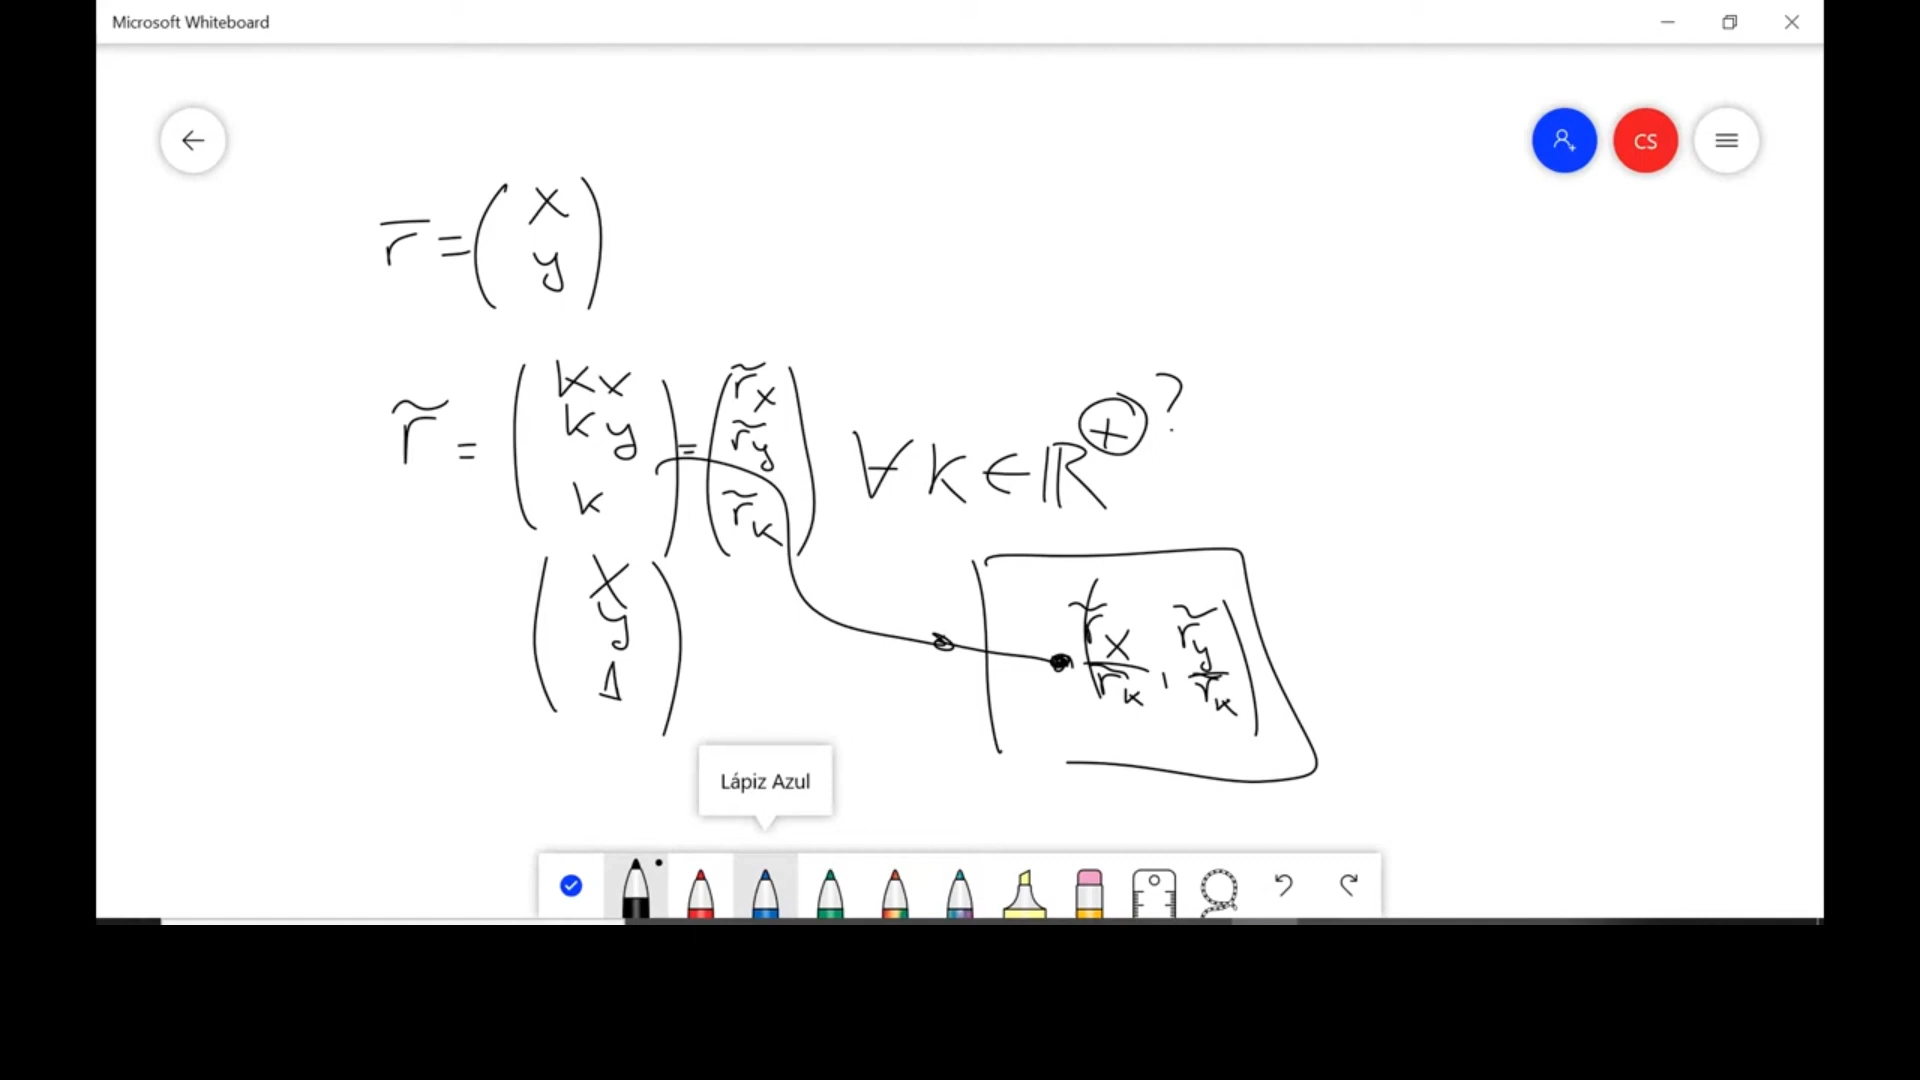 Microsoft Whiteboard
CS
r̅ = ( x
y )
r̃ = ( kx
ky
k ) = ( r̃x
r̃y
r̃k ) ∀ k ∈ ℝ⊕ ?
( x
y
1 )
( r̃x / r̃k , r̃y / r̃k )
Lápiz Azul